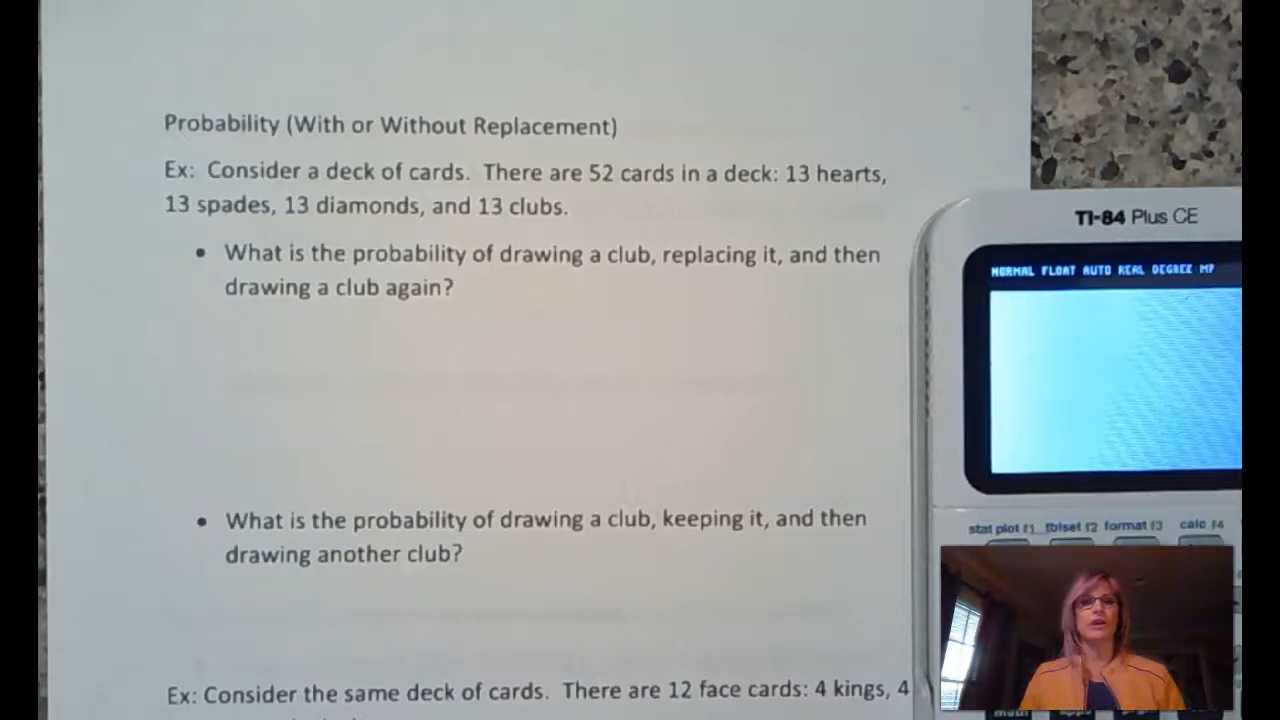 Probability (With or Without Replacement)
Ex: Consider a deck of cards. There are 52 cards in a deck: 13 hearts,
13 spades, 13 diamonds, and 13 clubs.
• What is the probability of drawing a club, replacing it, and then
drawing a club again?
• What is the probability of drawing a club, keeping it, and then
drawing another club?
Ex: Consider the same deck of cards. There are 12 face cards: 4 kings, 4
TI-84 Plus CE
NORMAL FLOAT AUTO REAL DEGREE MP
stat plot f1 tblset f2 format f3 calc f4
math apps